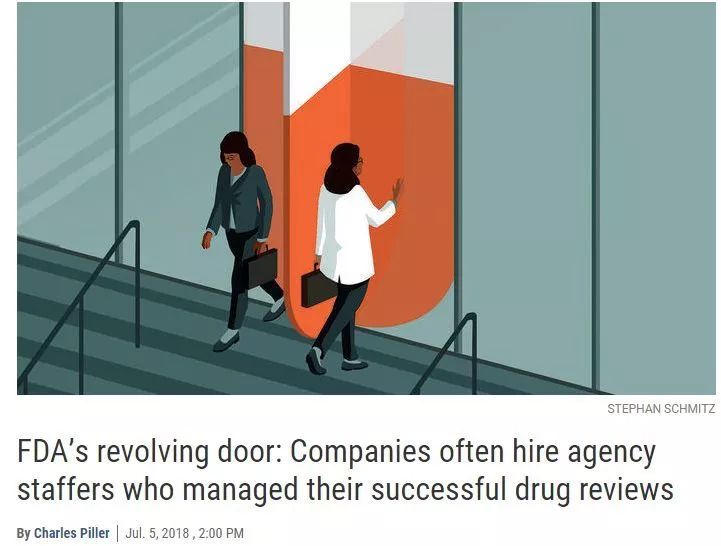 STEPHAN SCHMITZ
FDA’s revolving door: Companies often hire agency
staffers who managed their successful drug reviews
By Charles Piller | Jul. 5, 2018 , 2:00 PM